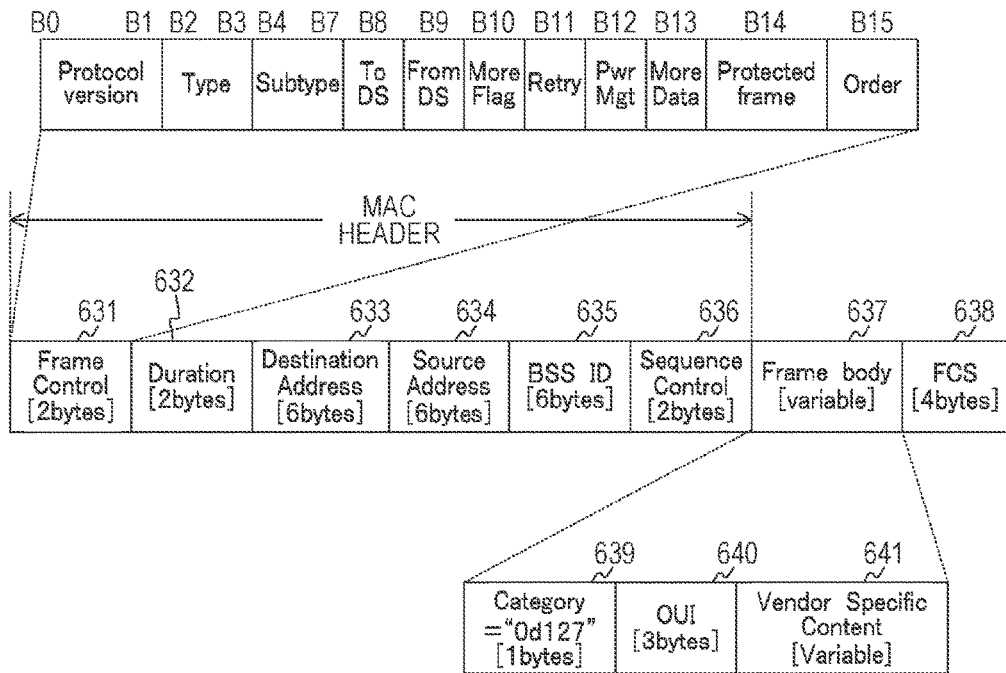 B0 B1 B2 B3 B4 B7 B8 B9 B10 B11 B12 B13 B14 B15
Protocol version
Type
Subtype
To DS
From DS
More Flag
Retry
Pwr Mgt
More Data
Protected frame
Order
MAC
HEADER
631 632 633 634 635 636 637 638
Frame
Control
[2bytes]
Duration
[2bytes]
Destination
Address
[6bytes]
Source
Address
[6bytes]
BSS ID
[6bytes]
Sequence
Control
[2bytes]
Frame body
[variable]
FCS
[4bytes]
639 640 641
Category
="0d127"
[1bytes]
OUI
[3bytes]
Vendor Specific
Content
[Variable]